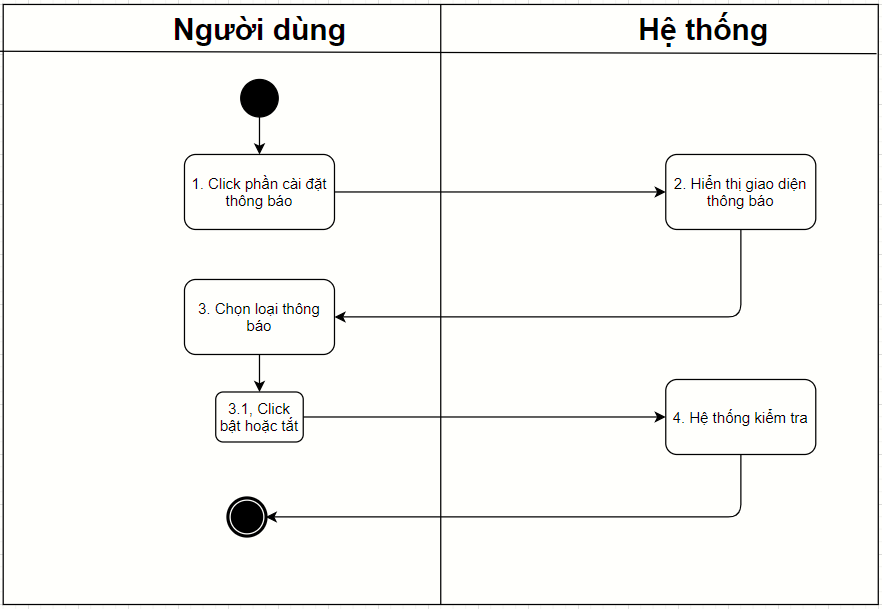 Người dùng
Hệ thống
1. Click phần cài đặt
thông báo
2. Hiển thị giao diện
thông báo
3. Chọn loại thông
báo
3.1, Click
bật hoặc tắt
4. Hệ thống kiểm tra